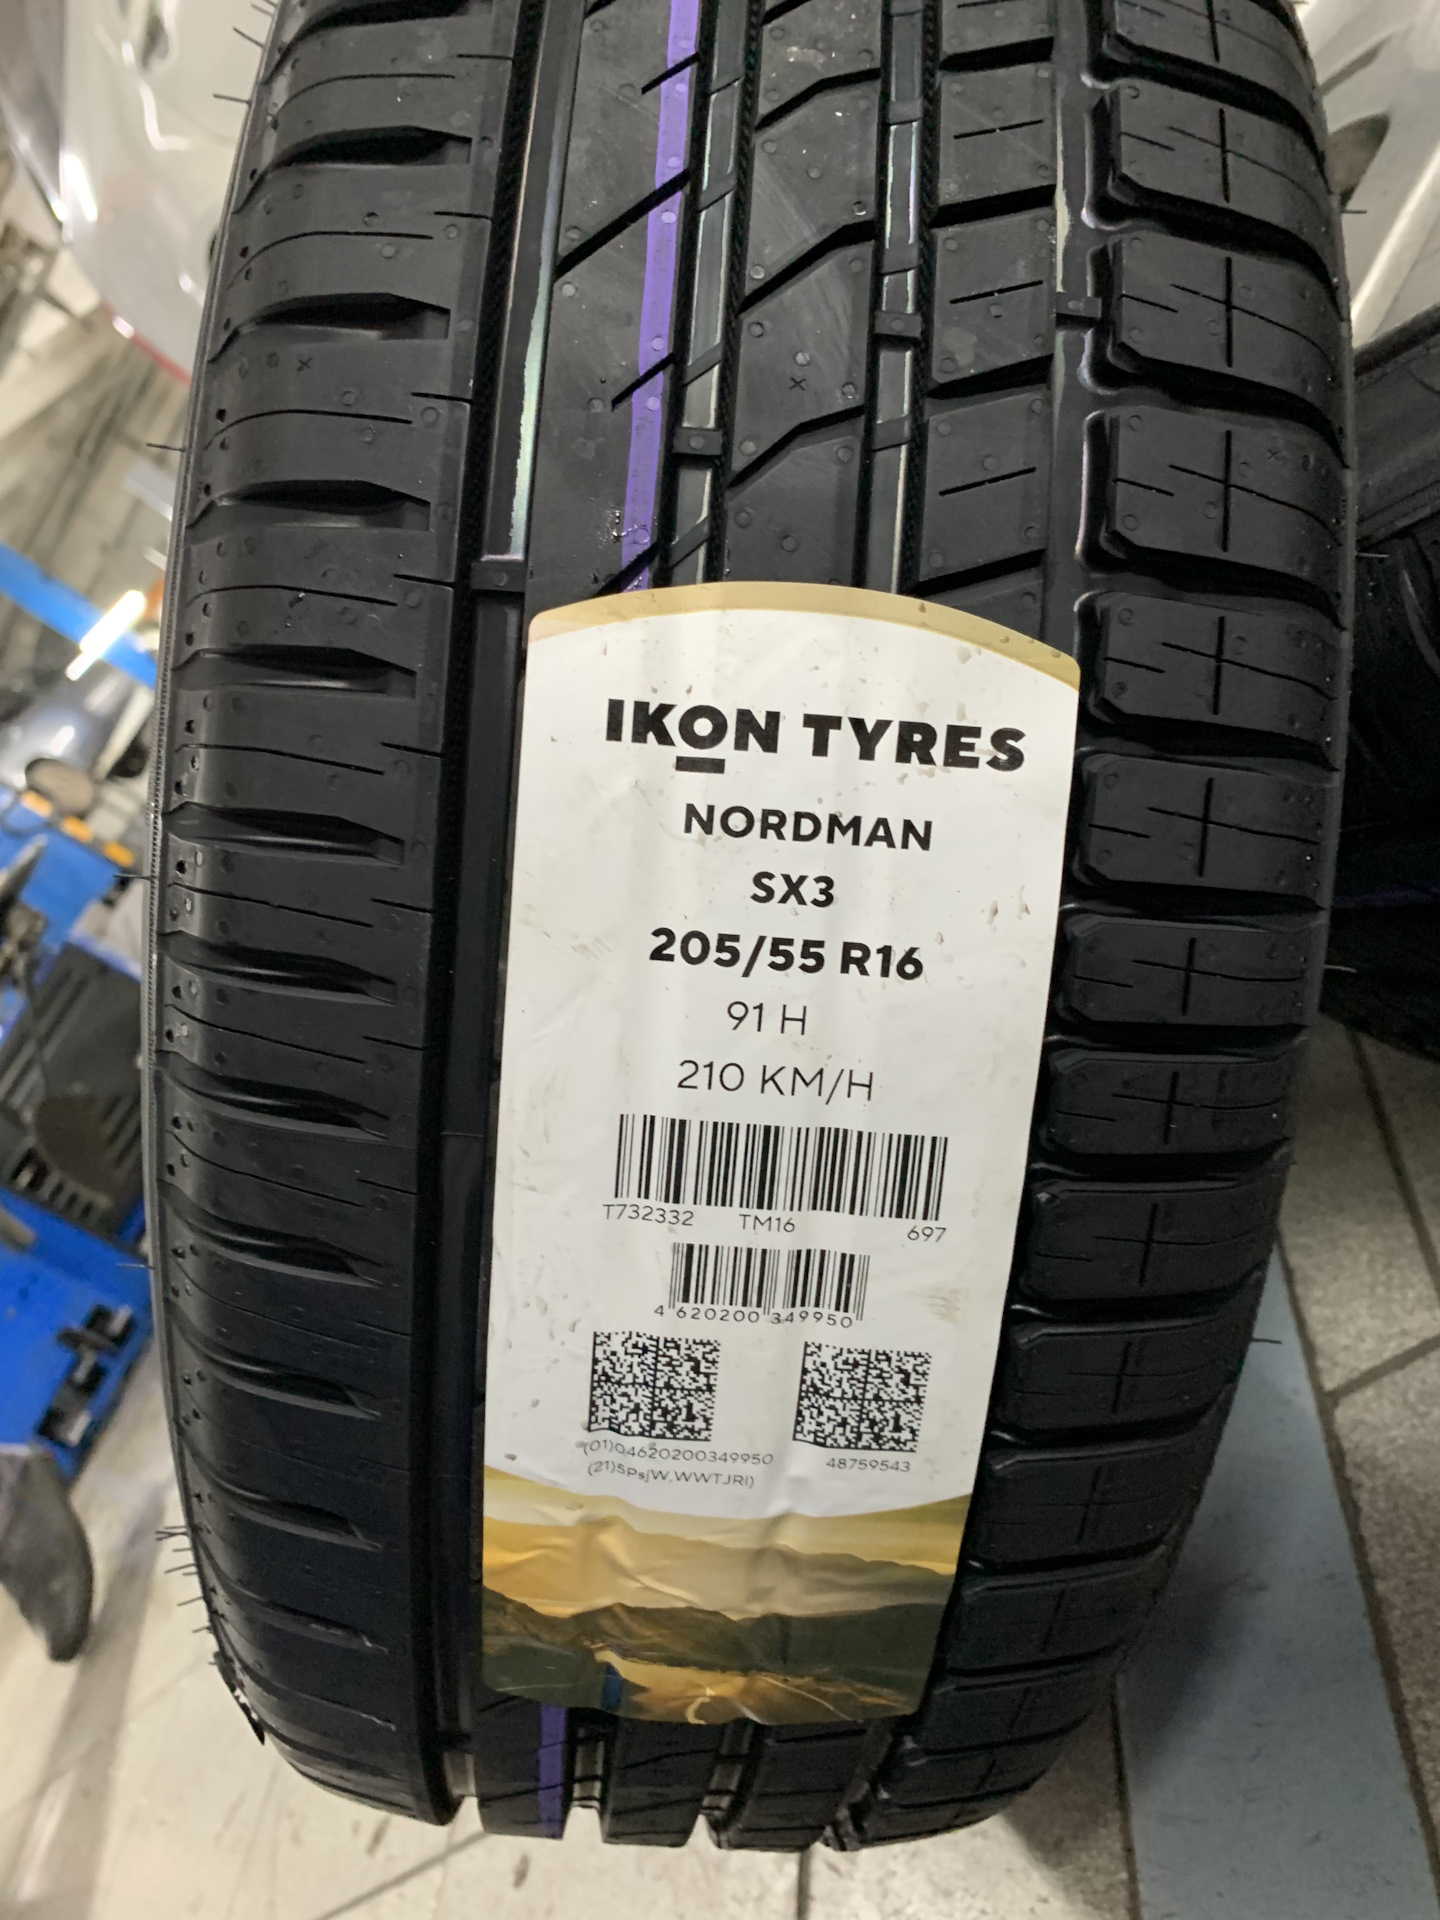 IKON TYRES
NORDMAN
SX3
205/55 R16
91 H
210 KM/H
T732332 TM16 697
4 620200 349950
(01)04620200349950
(21)5PsjW,WWTJRI)
48759543